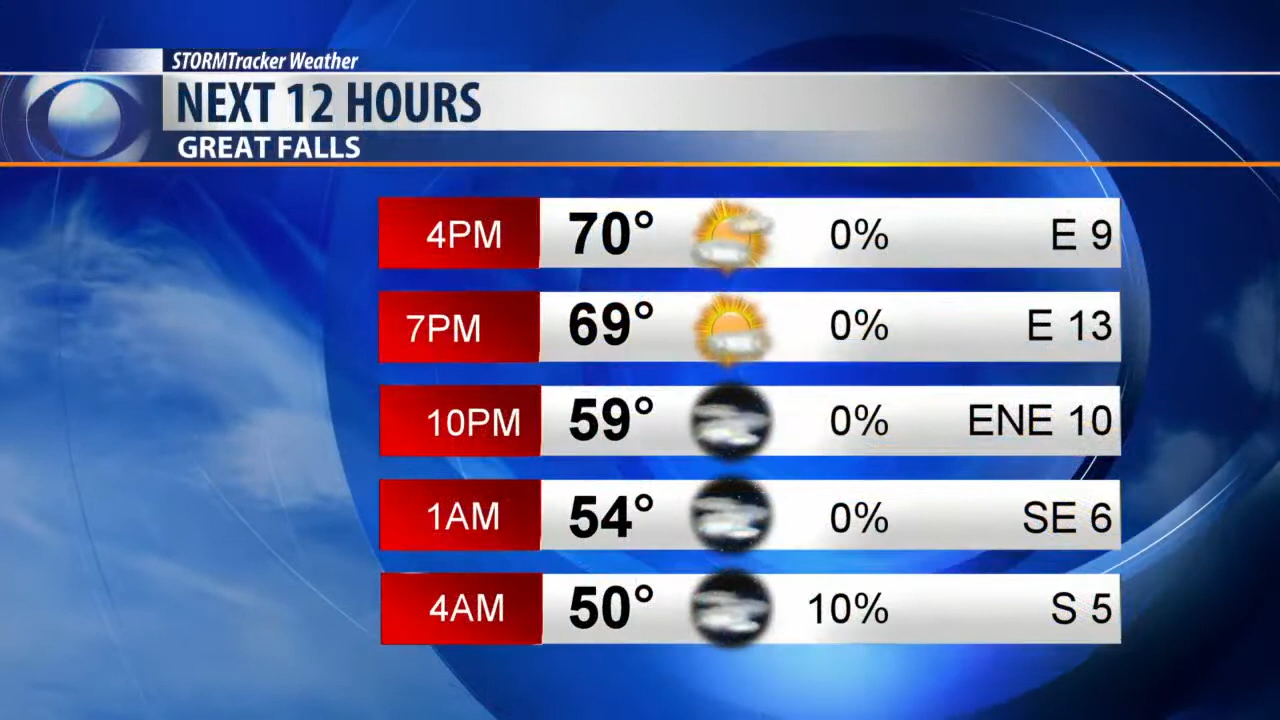 STORMTracker Weather
NEXT 12 HOURS
GREAT FALLS
4PM 70° 0% E 9
7PM 69° 0% E 13
10PM 59° 0% ENE 10
1AM 54° 0% SE 6
4AM 50° 10% S 5